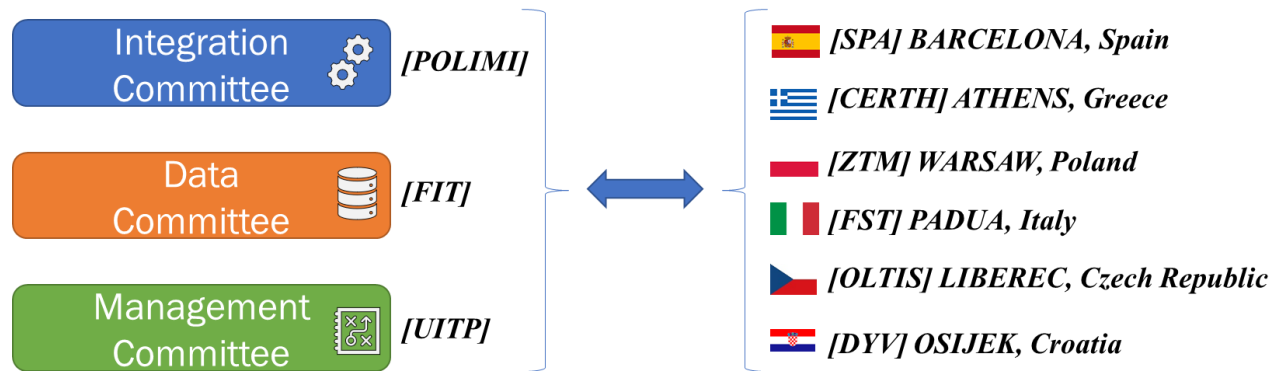 Integration
Committee
[POLIMI]
Data
Committee
[FIT]
Management
Committee
[UITP]
[SPA] BARCELONA, Spain
[CERTH] ATHENS, Greece
[ZTM] WARSAW, Poland
[FST] PADUA, Italy
[OLTIS] LIBEREC, Czech Republic
[DYV] OSIJEK, Croatia